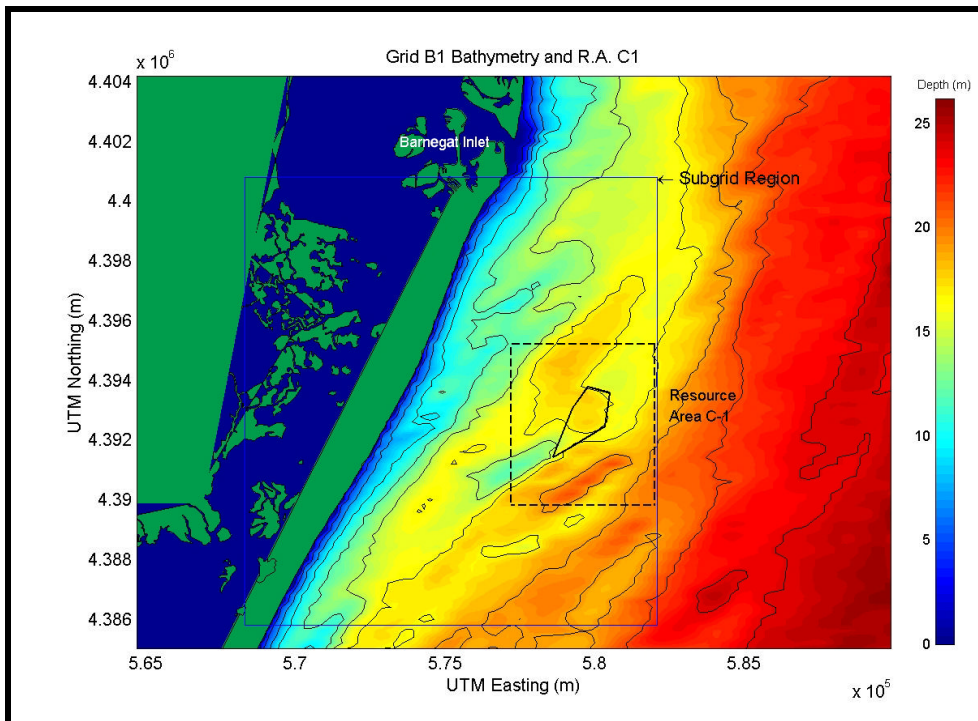 Grid B1 Bathymetry and R.A. C1
x 10^6
4.404
4.402
4.4
4.398
4.396
4.394
4.392
4.39
4.388
4.386
UTM Northing (m)
Barnegat Inlet
Subgrid Region
Resource
Area C-1
5.65
5.7
5.75
5.8
5.85
UTM Easting (m)
x 10^5
Depth (m)
25
20
15
10
5
0